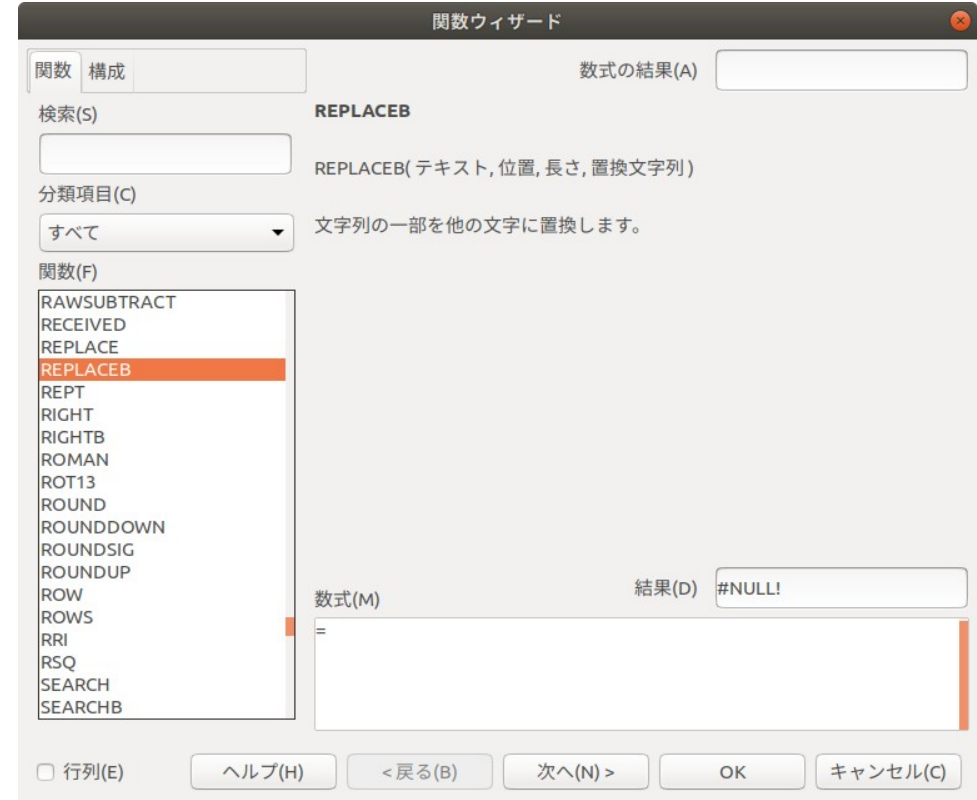 関数ウィザード
関数 構成
数式の結果(A)
検索(S)
REPLACEB
REPLACEB( テキスト, 位置, 長さ, 置換文字列 )
分類項目(C)
すべて
文字列の一部を他の文字に置換します。
関数(F)
RAWSUBTRACT
RECEIVED
REPLACE
REPLACEB
REPT
RIGHT
RIGHTB
ROMAN
ROT13
ROUND
ROUNDDOWN
ROUNDSIG
ROUNDUP
ROW
ROWS
RRI
RSQ
SEARCH
SEARCHB
数式(M)
結果(D) #NULL!
=
行列(E)
ヘルプ(H)
<戻る(B)
次へ(N) >
OK
キャンセル(C)